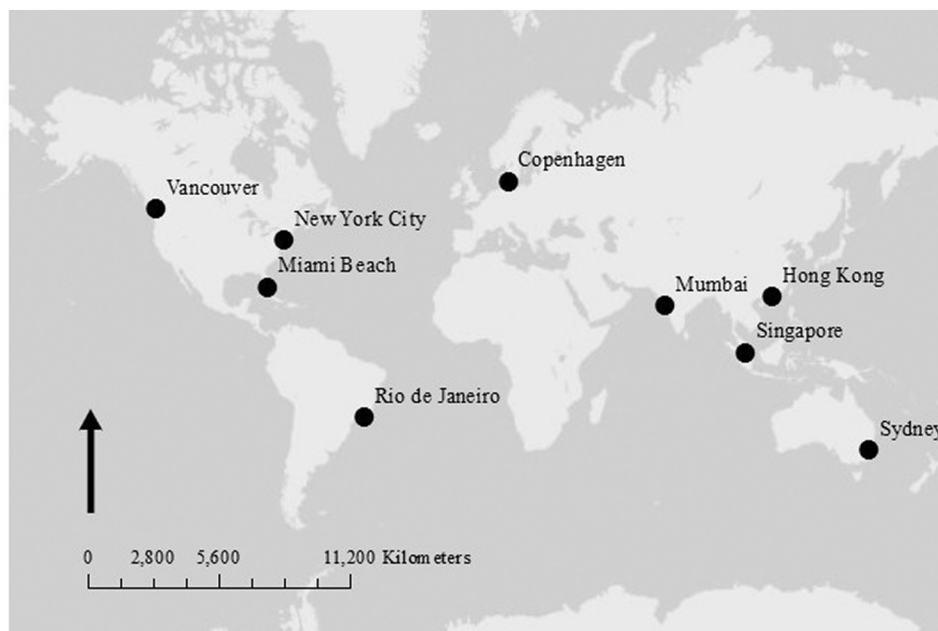 Copenhagen
Vancouver
New York City
Miami Beach
Mumbai
Hong Kong
Singapore
Rio de Janeiro
Sydney
0 2,800 5,600 11,200 Kilometers